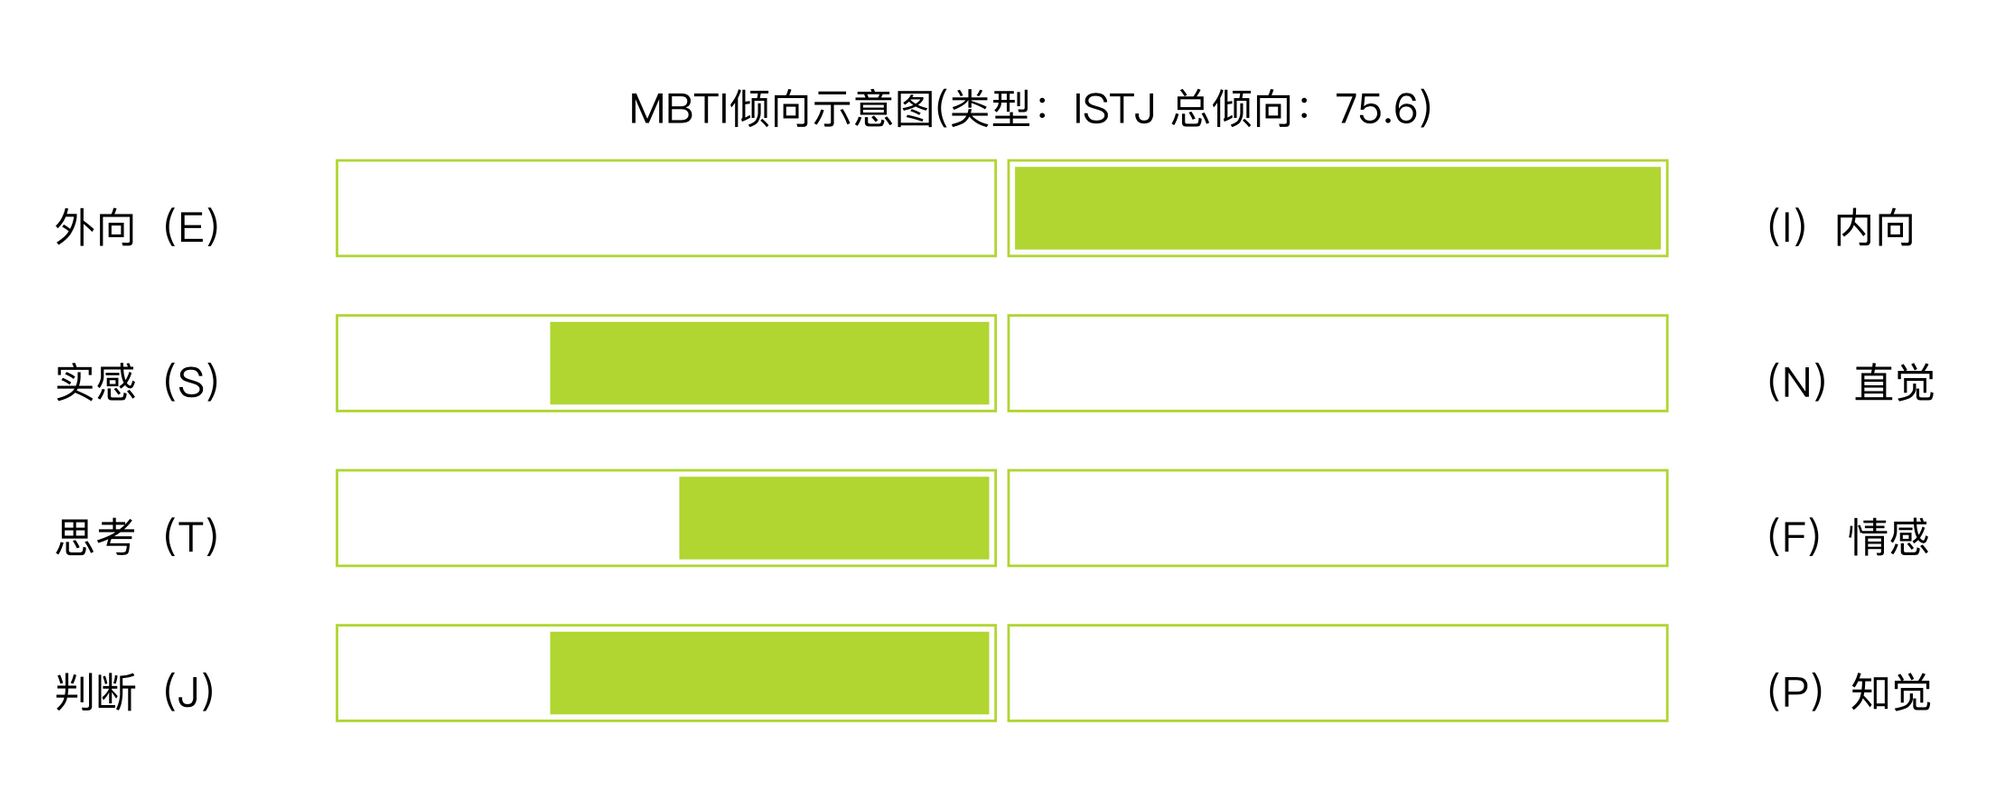 MBTI倾向示意图(类型：ISTJ 总倾向：75.6)
外向（E） （I）内向
实感（S） （N）直觉
思考（T） （F）情感
判断（J） （P）知觉